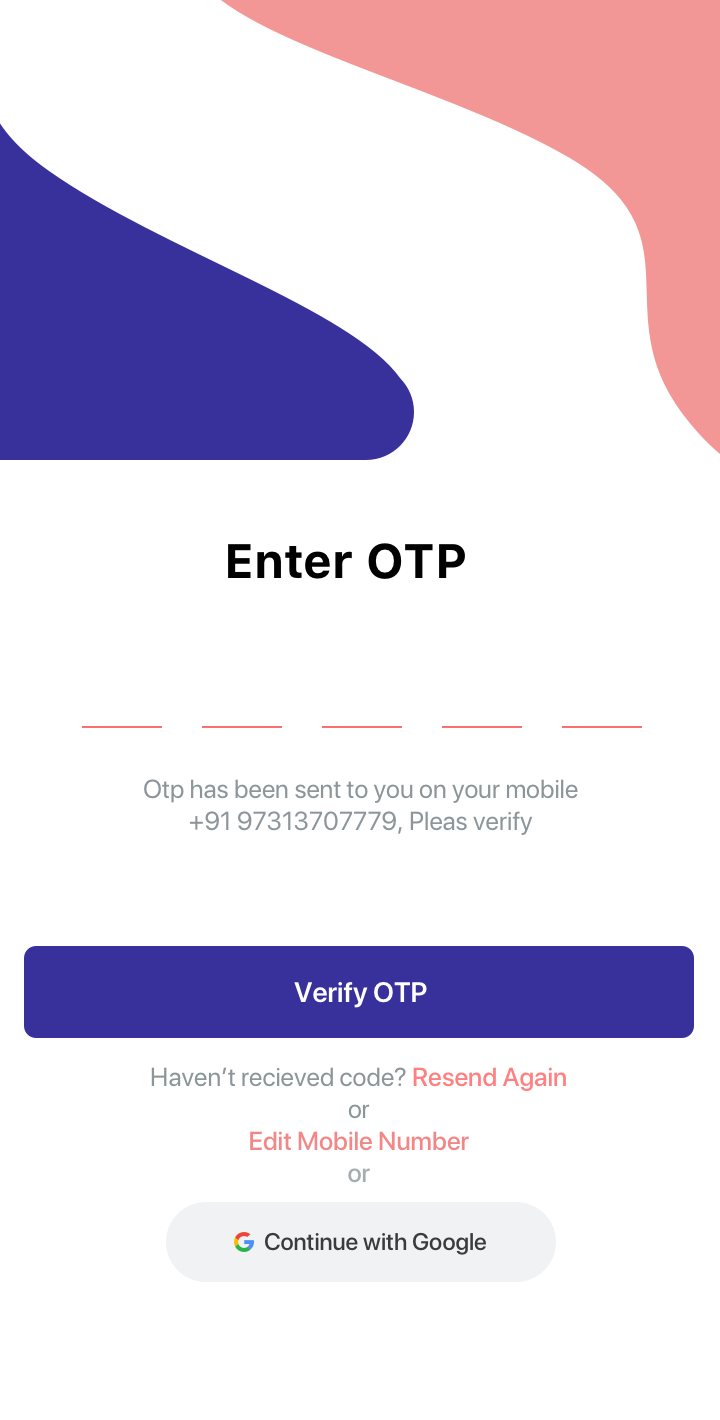 Enter OTP
Otp has been sent to you on your mobile
+91 97313707779, Pleas verify
Verify OTP
Haven’t recieved code? Resend Again
or
Edit Mobile Number
or
Continue with Google